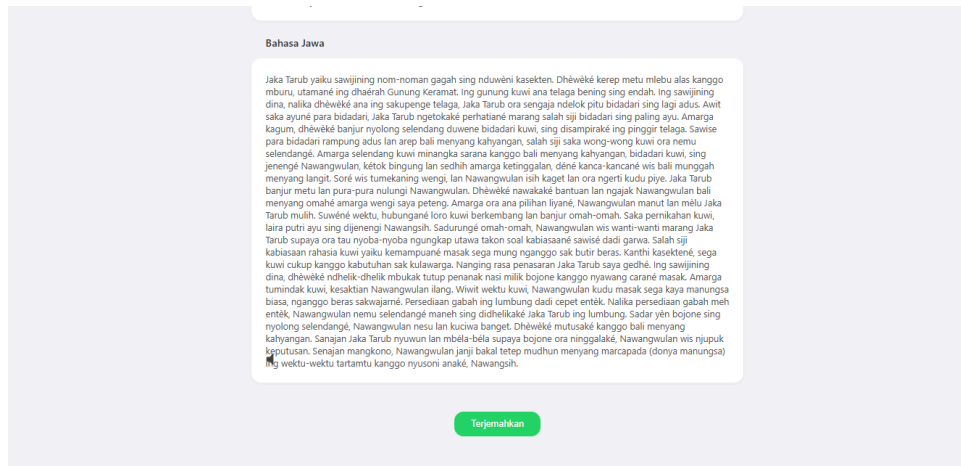 Bahasa Jawa
Jaka Tarub yaiku sawijining nom-noman gagah sing nduwèni kasekten. Dhèwèké kerep metu mlebu alas kanggo
mburu, utamané ing dhaérah Gunung Keramat. Ing gunung kuwi ana telaga bening sing endah. Ing sawijining
dina, nalika dhèwèké ana ing sakupenge telaga, Jaka Tarub ora sengaja ndelok pitu bidadari sing lagi adus. Awit
saka ayuné para bidadari, Jaka Tarub ngetokaké perhatiané marang salah siji bidadari sing paling ayu. Amarga
kagum, dhèwèké banjur nyolong selendang duwene bidadari kuwi, sing disampiraké ing pinggir telaga. Sawise
para bidadari rampung adus lan arep bali menyang kahyangan, salah siji saka wong-wong kuwi ora nemu
selendangé. Amarga selendang kuwi minangka sarana kanggo bali menyang kahyangan, bidadari kuwi, sing
jenengé Nawangwulan, kétok bingung lan sedhih amarga ketinggalan, déné kanca-kancané wis bali munggah
menyang langit. Soré wis tumekaning wengi, lan Nawangwulan isih kaget lan ora ngerti kudu piye. Jaka Tarub
banjur metu lan pura-pura nulungi Nawangwulan. Dhèwèké nawakaké bantuan lan ngajak Nawangwulan bali
menyang omahé amarga wengi saya peteng. Amarga ora ana pilihan liyané, Nawangwulan manut lan mèlu Jaka
Tarub mulih. Suwéné wektu, hubungané loro kuwi berkembang lan banjur omah-omah. Saka pernikahan kuwi,
laira putri ayu sing dijenengi Nawangsih. Sadurungé omah-omah, Nawangwulan wis wanti-wanti marang Jaka
Tarub supaya ora tau nyoba-nyoba ngungkap utawa takon soal kabiasaané sawisé dadi garwa. Salah siji
kabiasaan rahasia kuwi yaiku kemampuané masak sega mung nganggo sak butir beras. Kanthi kasektené, sega
kuwi cukup kanggo kabutuhan sak kulawarga. Nanging rasa penasaran Jaka Tarub saya gedhé. Ing sawijining
dina, dhèwèké ndhelik-dhelik mbukak tutup penanak nasi milik bojone kanggo nyawang carané masak. Amarga
tumindak kuwi, kesaktian Nawangwulan ilang. Wiwit wektu kuwi, Nawangwulan kudu masak sega kaya manungsa
biasa, nganggo beras sakwajarné. Persediaan gabah ing lumbung dadi cepet entèk. Nalika persediaan gabah meh
entèk, Nawangwulan nemu selendangé maneh sing didhelikaké Jaka Tarub ing lumbung. Sadar yèn bojone sing
nyolong selendangé, Nawangwulan nesu lan kuciwa banget. Dhèwèké mutusaké kanggo bali menyang
kahyangan. Sanajan Jaka Tarub nyuwun lan mbéla-béla supaya bojone ora ninggalaké, Nawangwulan wis njupuk
keputusan. Senajan mangkono, Nawangwulan janji bakal tetep mudhun menyang marcapada (donya manungsa)
ing wektu-wektu tartamtu kanggo nyusoni anaké, Nawangsih.
Terjemahkan